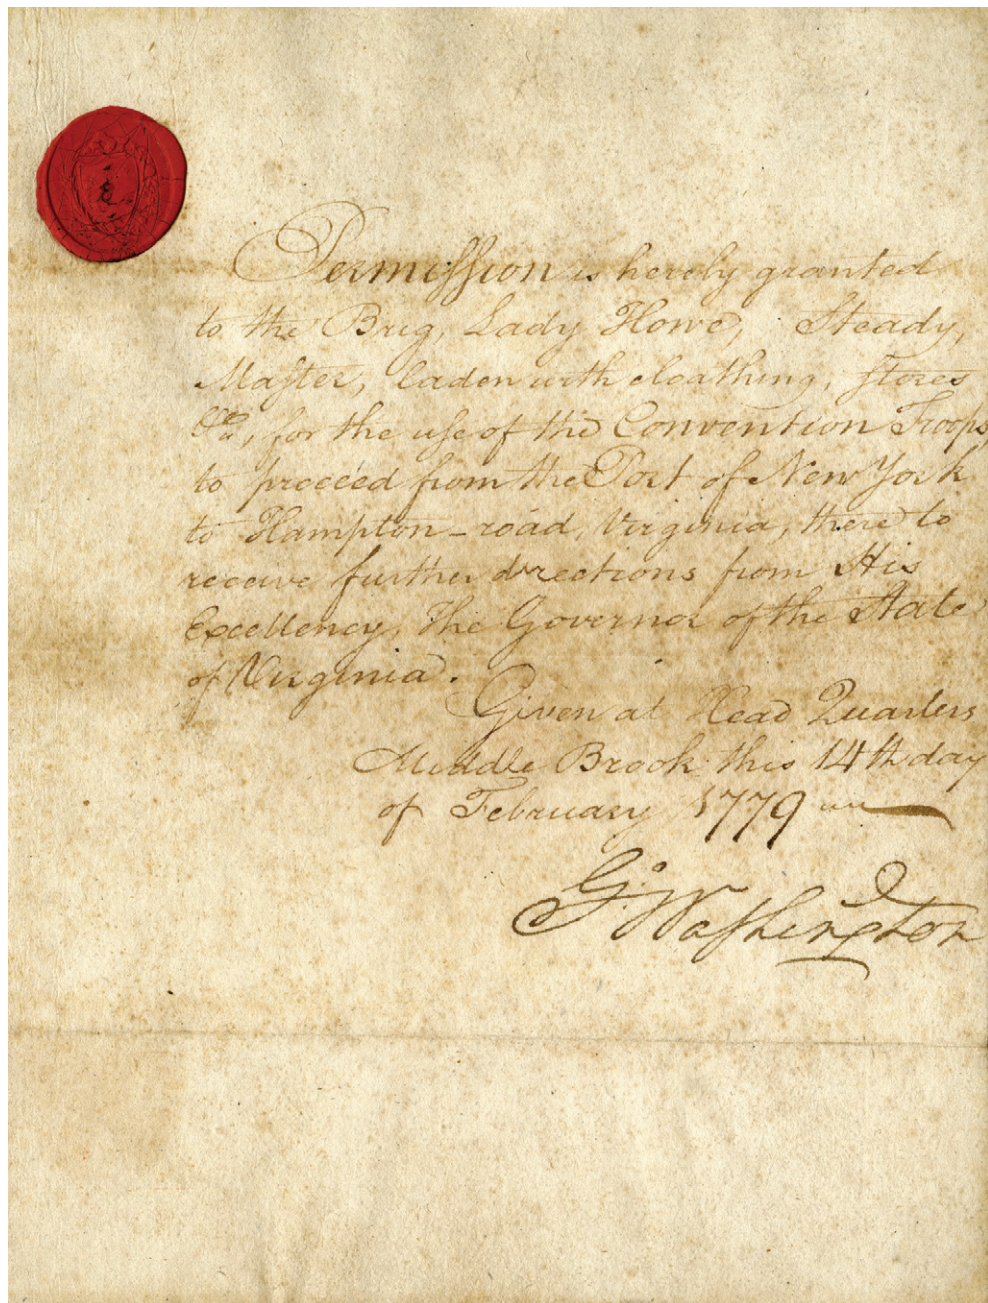 Permission is hereby granted
to the Brig, Lady Howe, Steady,
Master, laden with cloathing, stores
&c, for the use of the Convention Troops,
to proceed from the Port of New York
to Hampton-road, Virginia, there to
receive further directions from His
Excellency, The Governor of the State
of Virginia.
Given at Head Quarters
Middle Brook this 14th day
of February 1779
G. Washington